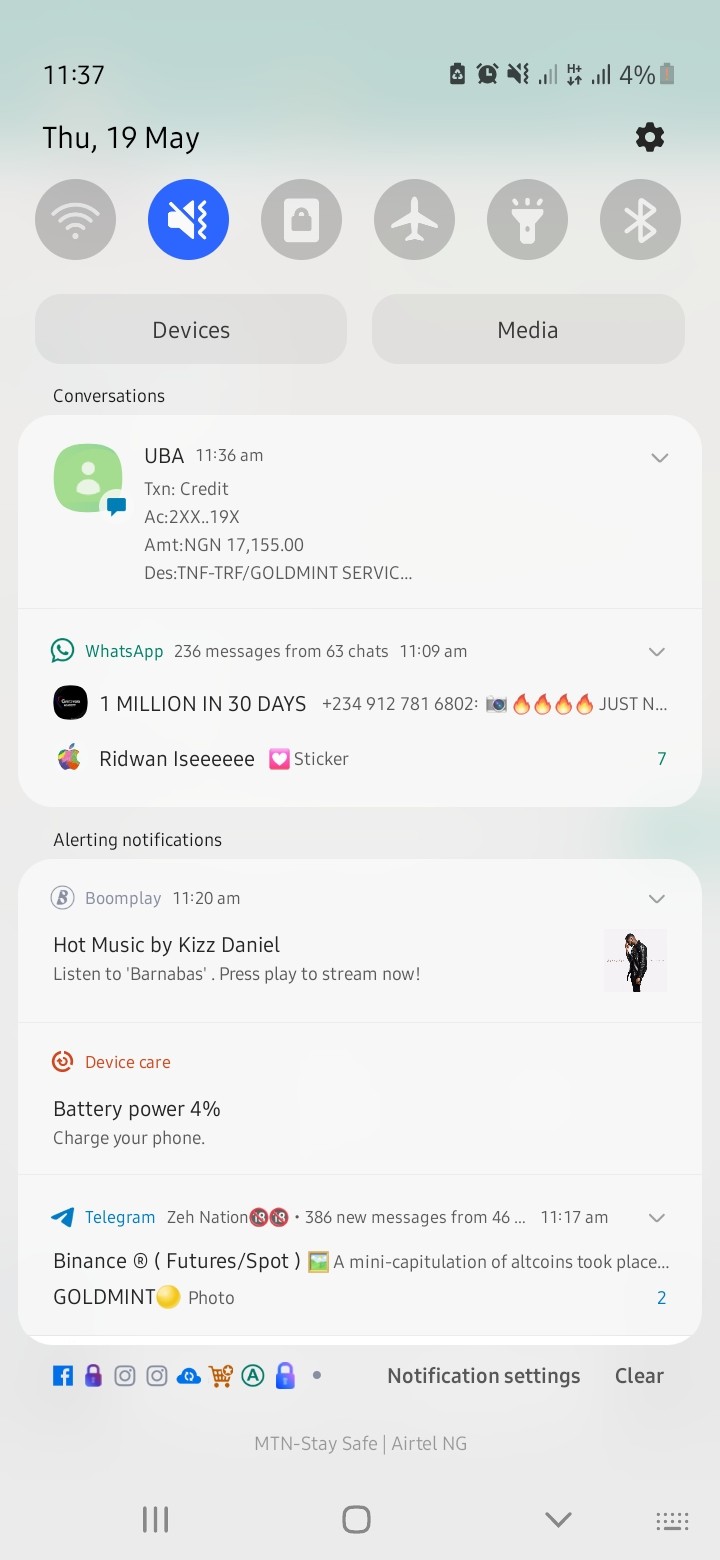 11:37
H+
4%
Thu, 19 May
Devices
Media
Conversations
UBA 11:36 am
Txn: Credit
Ac:2XX..19X
Amt:NGN 17,155.00
Des:TNF-TRF/GOLDMINT SERVIC...
WhatsApp 236 messages from 63 chats 11:09 am
1 MILLION IN 30 DAYS +234 912 781 6802: 📷 🔥🔥🔥🔥 JUST N...
Ridwan Iseeeeee 💟 Sticker 7
Alerting notifications
Boomplay 11:20 am
Hot Music by Kizz Daniel
Listen to 'Barnabas' . Press play to stream now!
Device care
Battery power 4%
Charge your phone.
Telegram Zeh Nation🔞🔞 • 386 new messages from 46 ... 11:17 am
Binance ® ( Futures/Spot ) 🖼️ A mini-capitulation of altcoins took place...
GOLDMINT🟡 Photo 2
Notification settings Clear
MTN-Stay Safe | Airtel NG